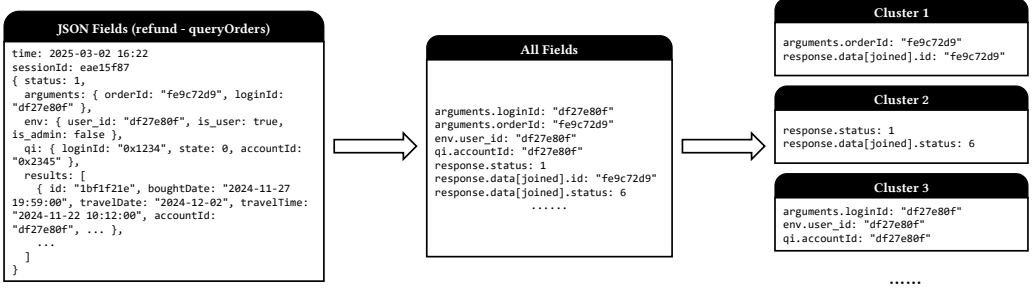 JSON Fields (refund - queryOrders)
time: 2025-03-02 16:22
sessionId: eae15f87
{ status: 1,
arguments: { orderId: "fe9c72d9", loginId:
"df27e80f" },
env: { user_id: "df27e80f", is_user: true,
is_admin: false },
qi: { loginId: "0x1234", state: 0, accountId:
"0x2345" },
results: [
{ id: "1bf1f21e", boughtDate: "2024-11-27
19:59:00", travelDate: "2024-12-02", travelTime:
"2024-11-22 10:12:00", accountId:
"df27e80f", ... },
...
]
}
All Fields
arguments.loginId: "df27e80f"
arguments.orderId: "fe9c72d9"
env.user_id: "df27e80f"
qi.accountId: "df27e80f"
response.status: 1
response.data[joined].id: "fe9c72d9"
response.data[joined].status: 6
......
Cluster 1
arguments.orderId: "fe9c72d9"
response.data[joined].id: "fe9c72d9"
Cluster 2
response.status: 1
response.data[joined].status: 6
Cluster 3
arguments.loginId: "df27e80f"
env.user_id: "df27e80f"
qi.accountId: "df27e80f"
......